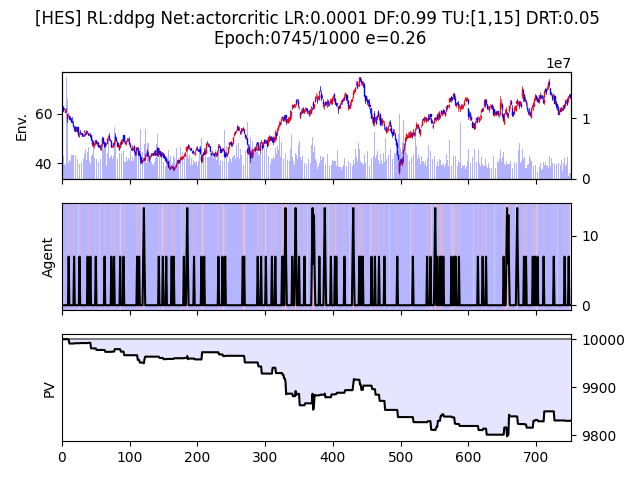 [HES] RL:ddpg Net:actorcritic LR:0.0001 DF:0.99 TU:[1,15] DRT:0.05
Epoch:0745/1000 e=0.26
1e7
Env.
60
40
1
0
Agent
10
0
PV
10000
9900
9800
0 100 200 300 400 500 600 700